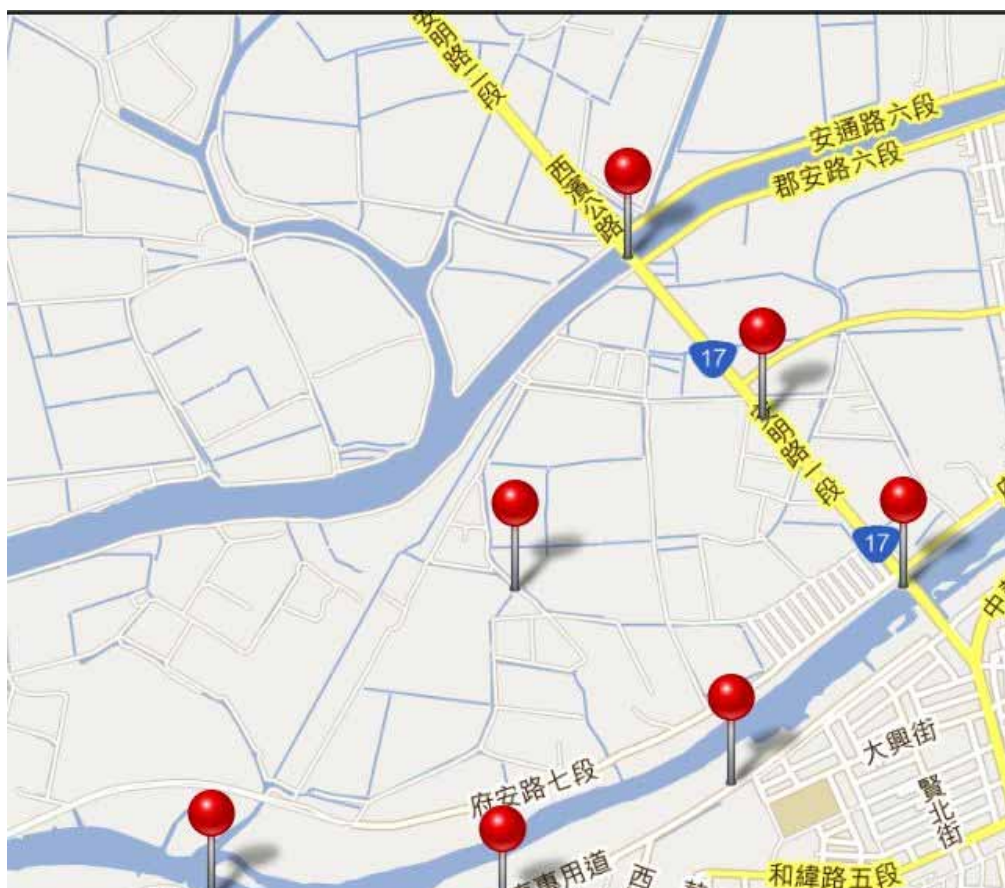 安明路二段
安通路六段
郡安路六段
西濱公路
17
安明路一段
17
大興街
府安路七段
賢北街
和緯路五段
專用道
西